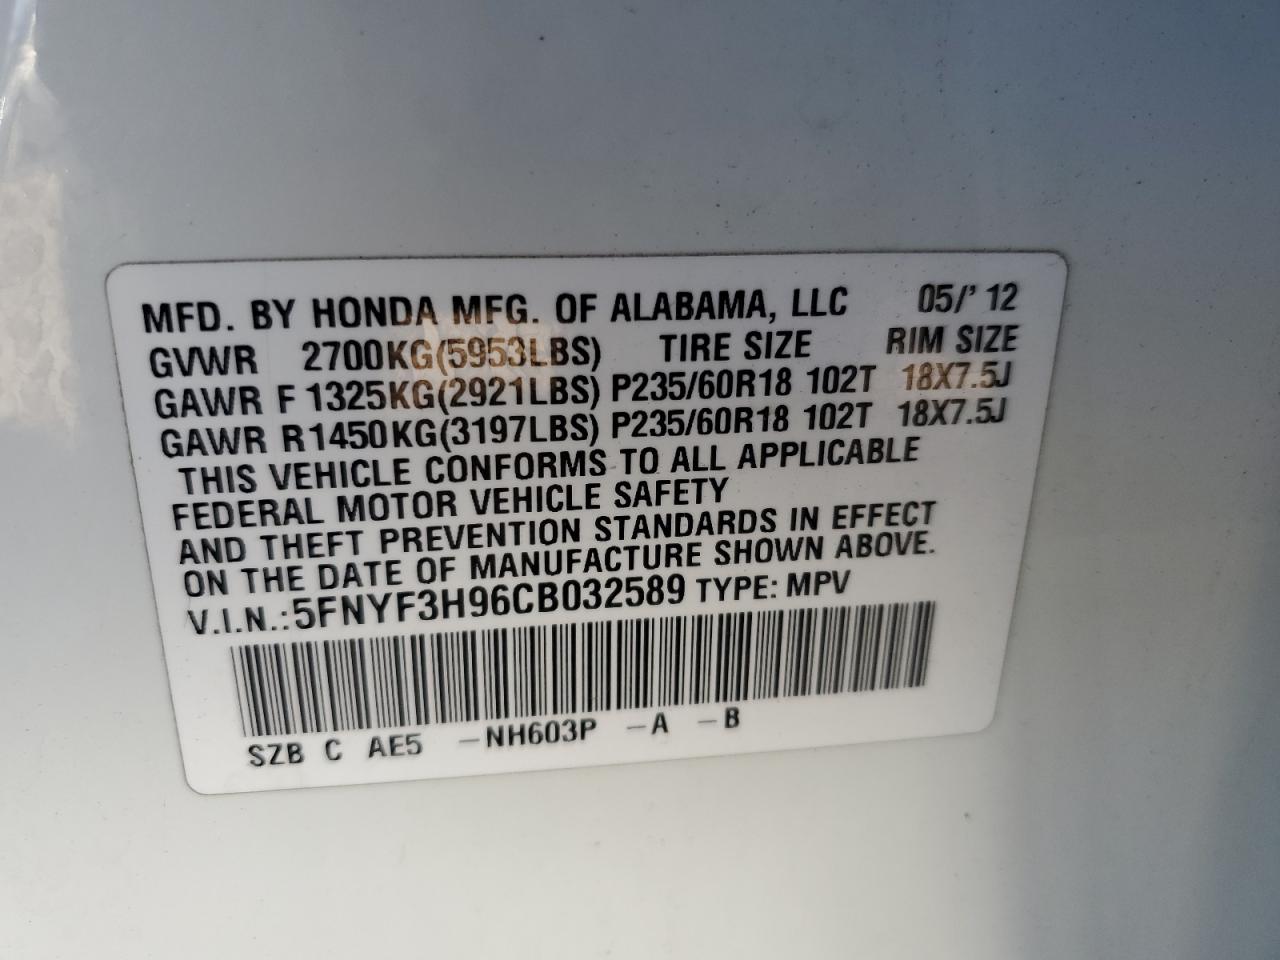 MFD. BY HONDA MFG. OF ALABAMA, LLC 05/' 12
GVWR 2700KG(5953LBS) TIRE SIZE RIM SIZE
GAWR F 1325KG(2921LBS) P235/60R18 102T 18X7.5J
GAWR R1450KG(3197LBS) P235/60R18 102T 18X7.5J
THIS VEHICLE CONFORMS TO ALL APPLICABLE
FEDERAL MOTOR VEHICLE SAFETY
AND THEFT PREVENTION STANDARDS IN EFFECT
ON THE DATE OF MANUFACTURE SHOWN ABOVE.
V.I.N.: 5FNYF3H96CB032589 TYPE: MPV
SZB C AE5 -NH603P -A -B